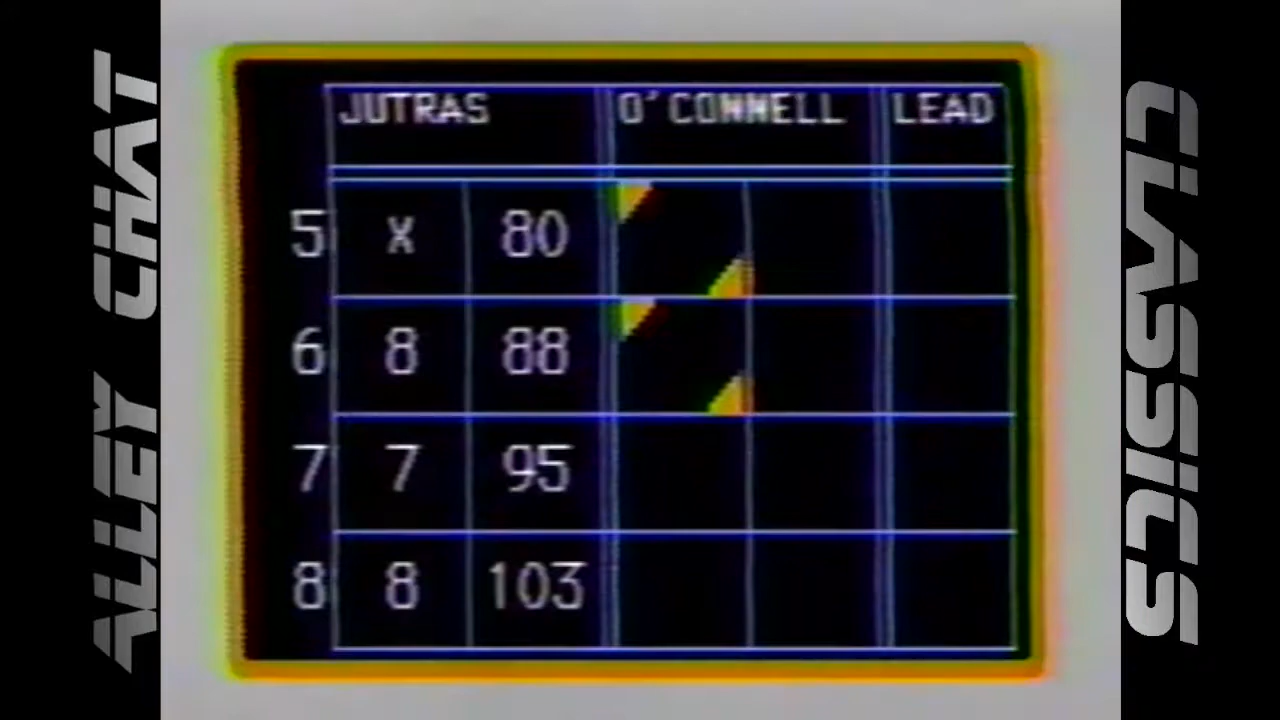 ALLEY CHAT
JUTRAS O'CONNELL LEAD
5 X 80
6 8 88
7 7 95
8 8 103
CLASSICS